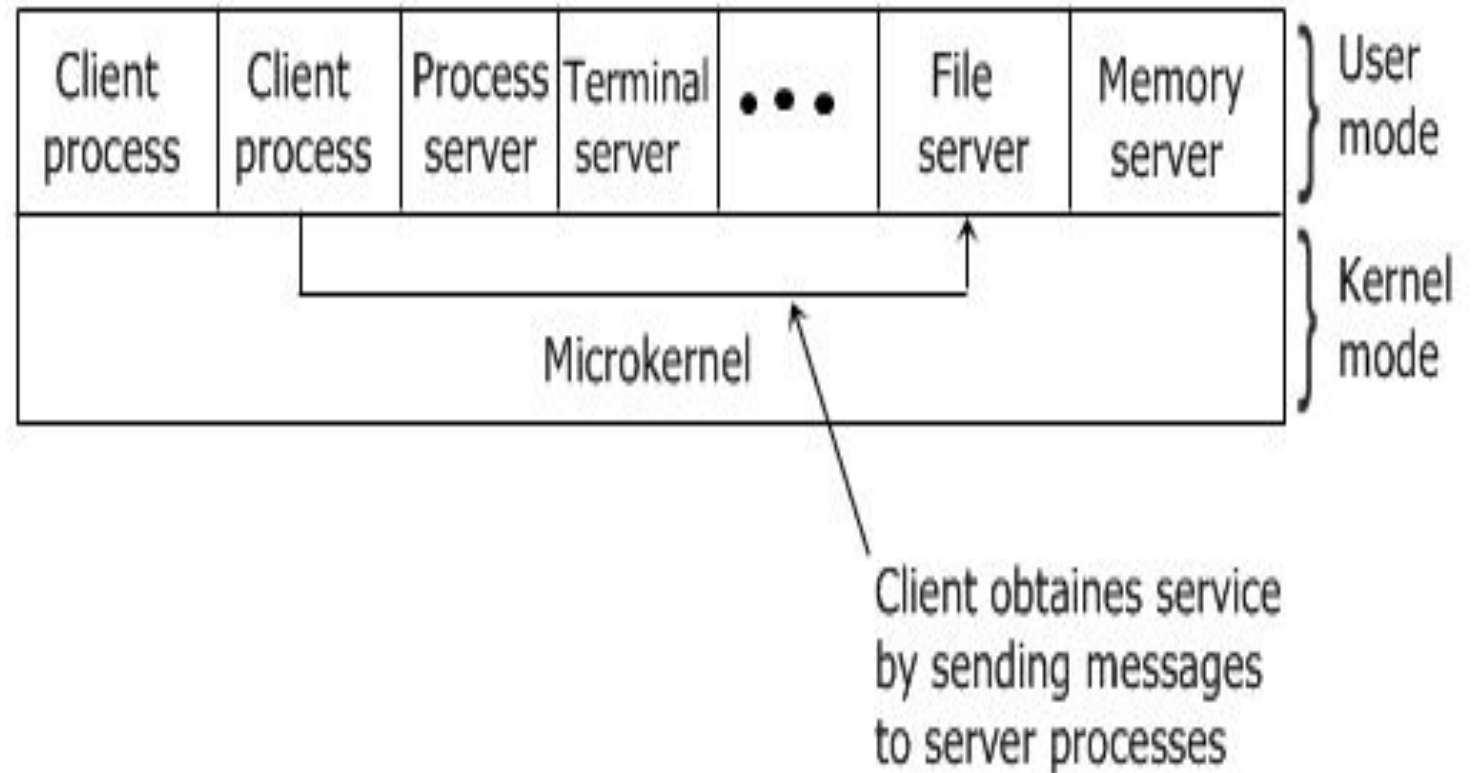 Client
process
Client
process
Process
server
Terminal
server
• • •
File
server
Memory
server
User
mode
Microkernel
Kernel
mode
Client obtaines service
by sending messages
to server processes